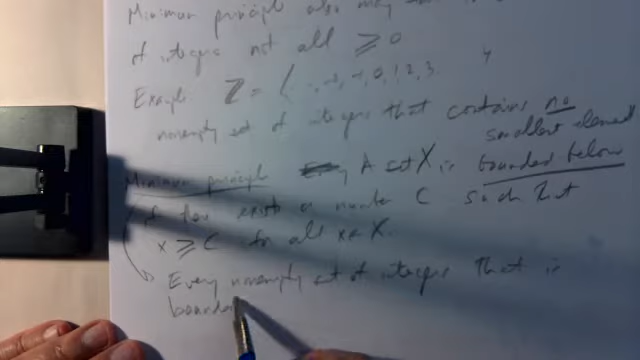 Minimum principle also may
of integers not all ≥ 0
Example ℤ = { ., -2, -1, 0, 1, 2, 3. }
nonempty set of integers that contains no
smallest element
Minimum principle A set X is bounded below
if there exists a number C such that
x ≥ C for all x ∈ X.
Every nonempty set of integers that is
bounde